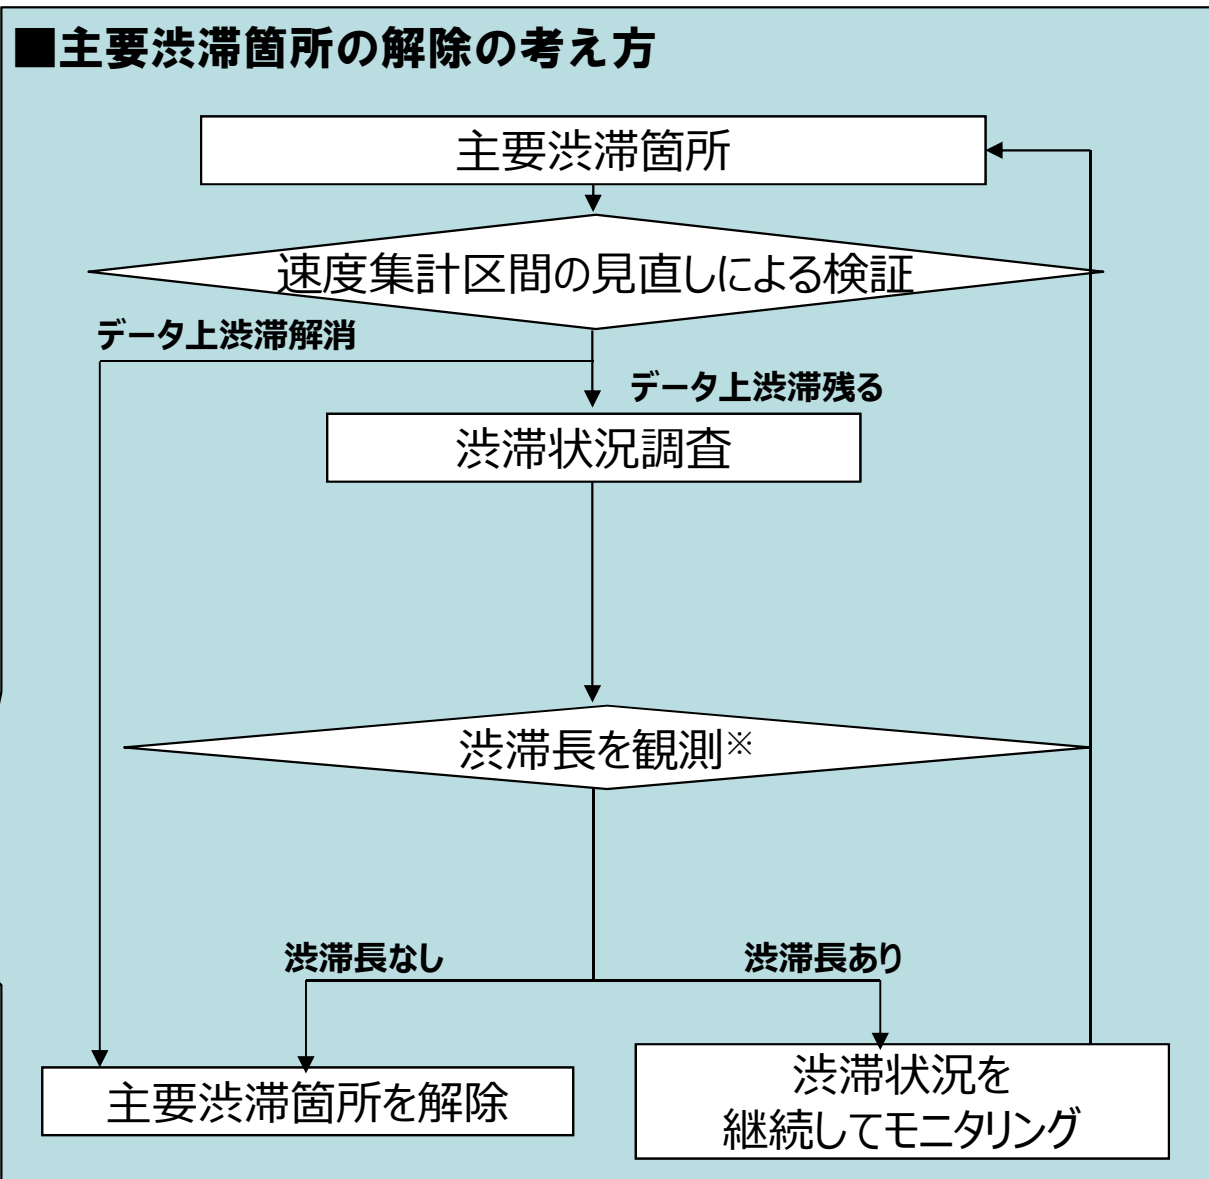 ■主要渋滞箇所の解除の考え方
主要渋滞箇所
速度集計区間の見直しによる検証
データ上渋滞解消
データ上渋滞残る
渋滞状況調査
渋滞長を観測※
渋滞長なし
渋滞長あり
主要渋滞箇所を解除
渋滞状況を
継続してモニタリング